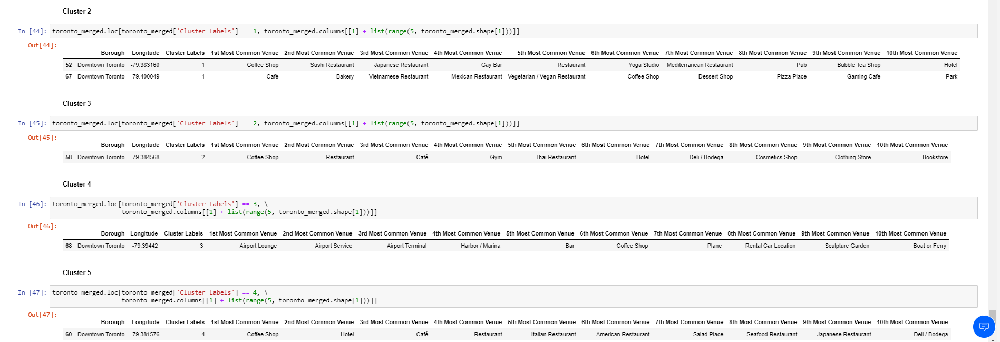 Cluster 2
In [44]: toronto_merged.loc[toronto_merged['Cluster Labels'] == 1, toronto_merged.columns[[1] + list(range(5, toronto_merged.shape[1]))]]
Out[44]:
Borough Longitude Cluster Labels 1st Most Common Venue 2nd Most Common Venue 3rd Most Common Venue 4th Most Common Venue 5th Most Common Venue 6th Most Common Venue 7th Most Common Venue 8th Most Common Venue 9th Most Common Venue 10th Most Common Venue
52 Downtown Toronto -79.383160 1 Coffee Shop Sushi Restaurant Japanese Restaurant Gay Bar Restaurant Yoga Studio Mediterranean Restaurant Pub Bubble Tea Shop Hotel
67 Downtown Toronto -79.400049 1 Café Bakery Vietnamese Restaurant Mexican Restaurant Vegetarian / Vegan Restaurant Coffee Shop Dessert Shop Pizza Place Gaming Cafe Park
Cluster 3
In [45]: toronto_merged.loc[toronto_merged['Cluster Labels'] == 2, toronto_merged.columns[[1] + list(range(5, toronto_merged.shape[1]))]]
Out[45]:
Borough Longitude Cluster Labels 1st Most Common Venue 2nd Most Common Venue 3rd Most Common Venue 4th Most Common Venue 5th Most Common Venue 6th Most Common Venue 7th Most Common Venue 8th Most Common Venue 9th Most Common Venue 10th Most Common Venue
58 Downtown Toronto -79.384568 2 Coffee Shop Restaurant Café Gym Thai Restaurant Hotel Deli / Bodega Cosmetics Shop Clothing Store Bookstore
Cluster 4
In [46]: toronto_merged.loc[toronto_merged['Cluster Labels'] == 3, \
toronto_merged.columns[[1] + list(range(5, toronto_merged.shape[1]))]]
Out[46]:
Borough Longitude Cluster Labels 1st Most Common Venue 2nd Most Common Venue 3rd Most Common Venue 4th Most Common Venue 5th Most Common Venue 6th Most Common Venue 7th Most Common Venue 8th Most Common Venue 9th Most Common Venue 10th Most Common Venue
68 Downtown Toronto -79.39442 3 Airport Lounge Airport Service Airport Terminal Harbor / Marina Bar Coffee Shop Plane Rental Car Location Sculpture Garden Boat or Ferry
Cluster 5
In [47]: toronto_merged.loc[toronto_merged['Cluster Labels'] == 4, \
toronto_merged.columns[[1] + list(range(5, toronto_merged.shape[1]))]]
Out[47]:
Borough Longitude Cluster Labels 1st Most Common Venue 2nd Most Common Venue 3rd Most Common Venue 4th Most Common Venue 5th Most Common Venue 6th Most Common Venue 7th Most Common Venue 8th Most Common Venue 9th Most Common Venue 10th Most Common Venue
60 Downtown Toronto -79.381576 4 Coffee Shop Hotel Café Restaurant Italian Restaurant American Restaurant Salad Place Seafood Restaurant Japanese Restaurant Deli / Bodega